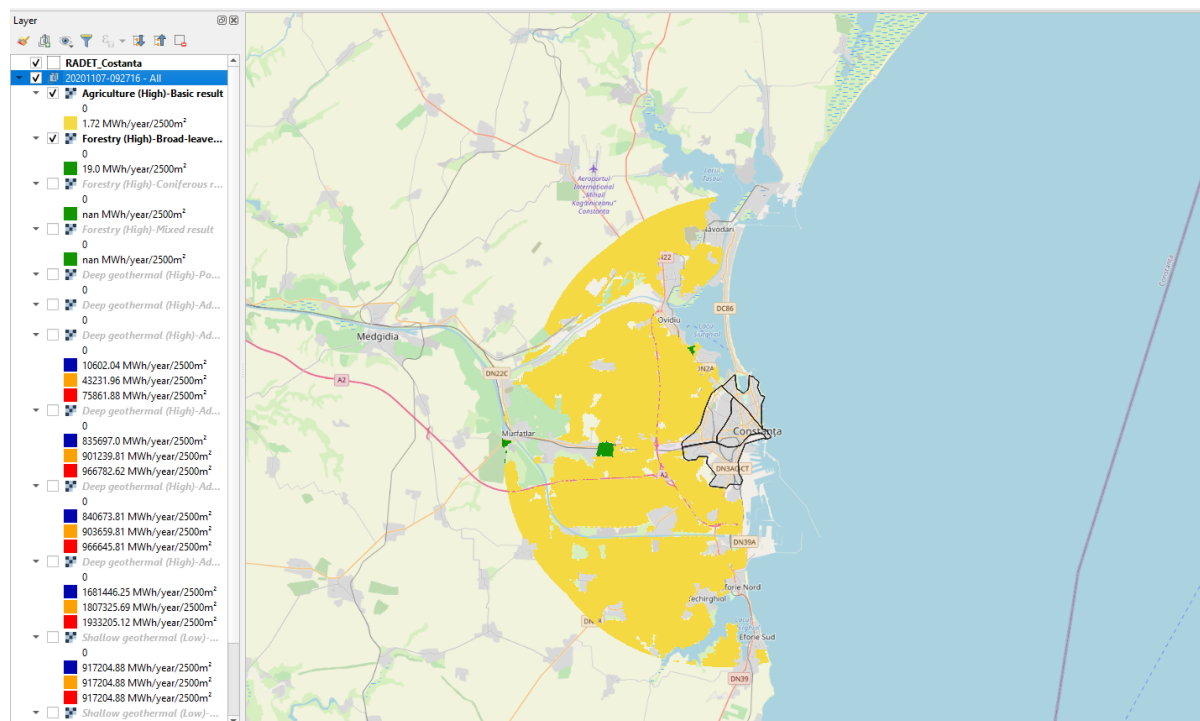 Layer
RADET_Costanta
20201107-092716 - All
Agriculture (High)-Basic result
0
1.72 MWh/year/2500m²
Forestry (High)-Broad-leave...
0
19.0 MWh/year/2500m²
Forestry (High)-Coniferous r...
0
nan MWh/year/2500m²
Forestry (High)-Mixed result
0
nan MWh/year/2500m²
Deep geothermal (High)-Po...
0
Deep geothermal (High)-Ad...
0
Deep geothermal (High)-Ad...
0
10602.04 MWh/year/2500m²
43231.96 MWh/year/2500m²
75861.88 MWh/year/2500m²
Deep geothermal (High)-Ad...
0
835697.0 MWh/year/2500m²
901239.81 MWh/year/2500m²
966782.62 MWh/year/2500m²
Deep geothermal (High)-Ad...
0
840673.81 MWh/year/2500m²
903659.81 MWh/year/2500m²
966645.81 MWh/year/2500m²
Deep geothermal (High)-Ad...
0
1681446.25 MWh/year/2500m²
1807325.69 MWh/year/2500m²
1933205.12 MWh/year/2500m²
Shallow geothermal (Low)-...
0
917204.88 MWh/year/2500m²
917204.88 MWh/year/2500m²
917204.88 MWh/year/2500m²
Shallow geothermal (Low)-...
Aeroportul
Internațional
"Mihail
Kogălniceanu"
Constanța
Lacul
Tașaul
Năvodari
DC86
Ovidiu
Medgidia
A2
DN22C
DN2A
Murfatlar
Constanța
DN3A
A2
DN39A
Eforie Nord
Techirghiol
Eforie Sud
DN39
Constanța